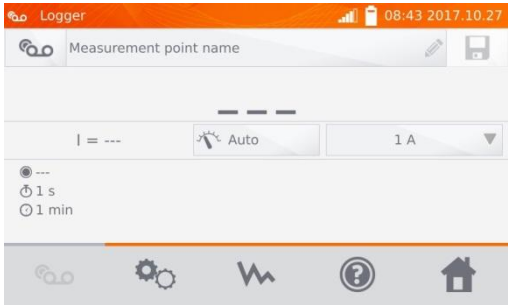 Logger
08:43 2017.10.27
Measurement point name
---
I = ---
Auto
1 A
---
1 s
1 min